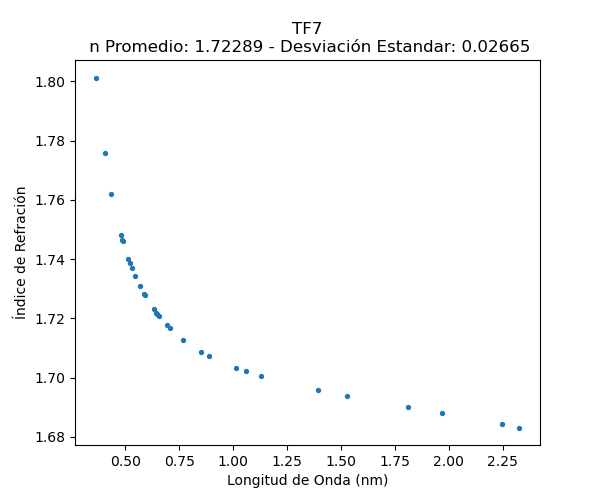 TF7
n Promedio: 1.72289 - Desviación Estandar: 0.02665
1.80
1.78
1.76
1.74
1.72
1.70
1.68
Índice de Refración
0.50 0.75 1.00 1.25 1.50 1.75 2.00 2.25
Longitud de Onda (nm)